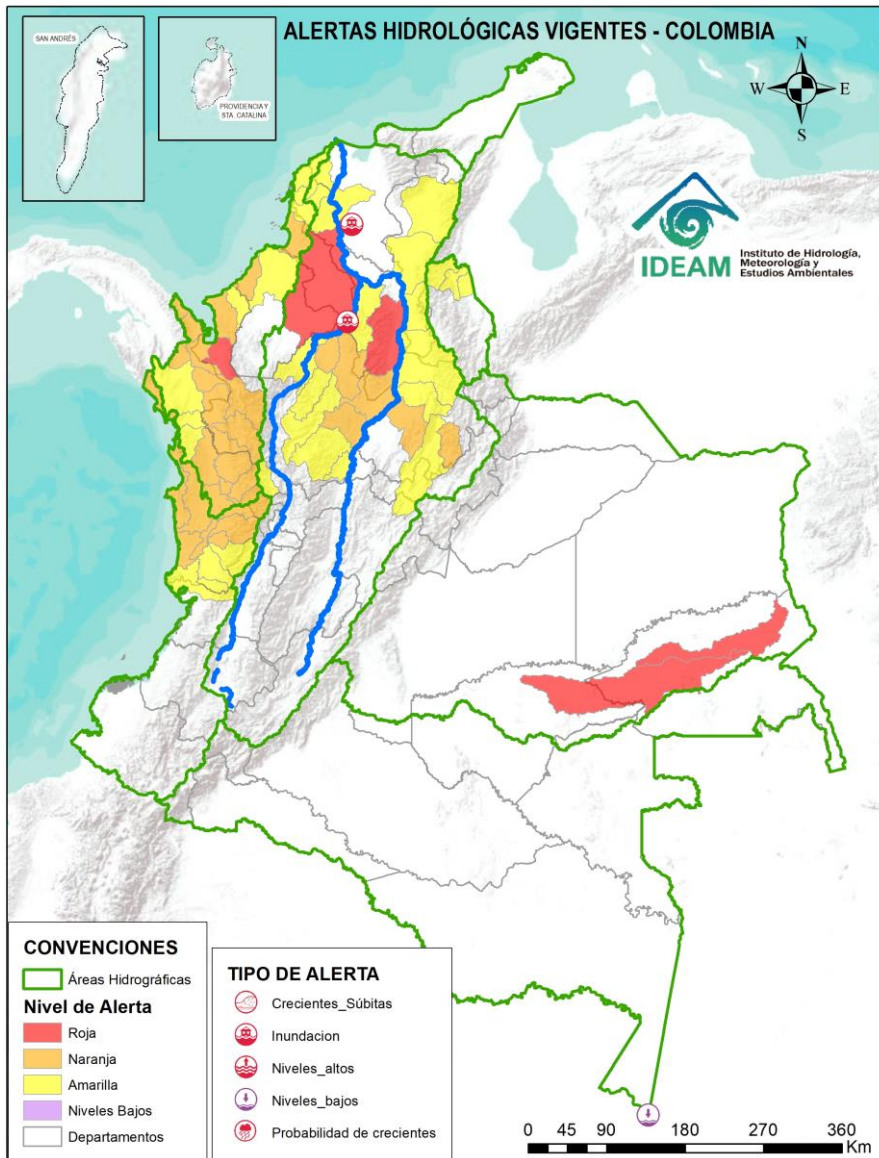 ALERTAS HIDROLÓGICAS VIGENTES - COLOMBIA
SAN ANDRÉS
PROVIDENCIA Y
STA. CATALINA
N
W
E
S
IDEAM
Instituto de Hidrología,
Meteorología y
Estudios Ambientales
CONVENCIONES
Áreas Hidrográficas
Nivel de Alerta
Roja
Naranja
Amarilla
Niveles Bajos
Departamentos
TIPO DE ALERTA
Crecientes_Súbitas
Inundacion
Niveles_altos
Niveles_bajos
Probabilidad de crecientes
0 45 90 180 270 360
Km